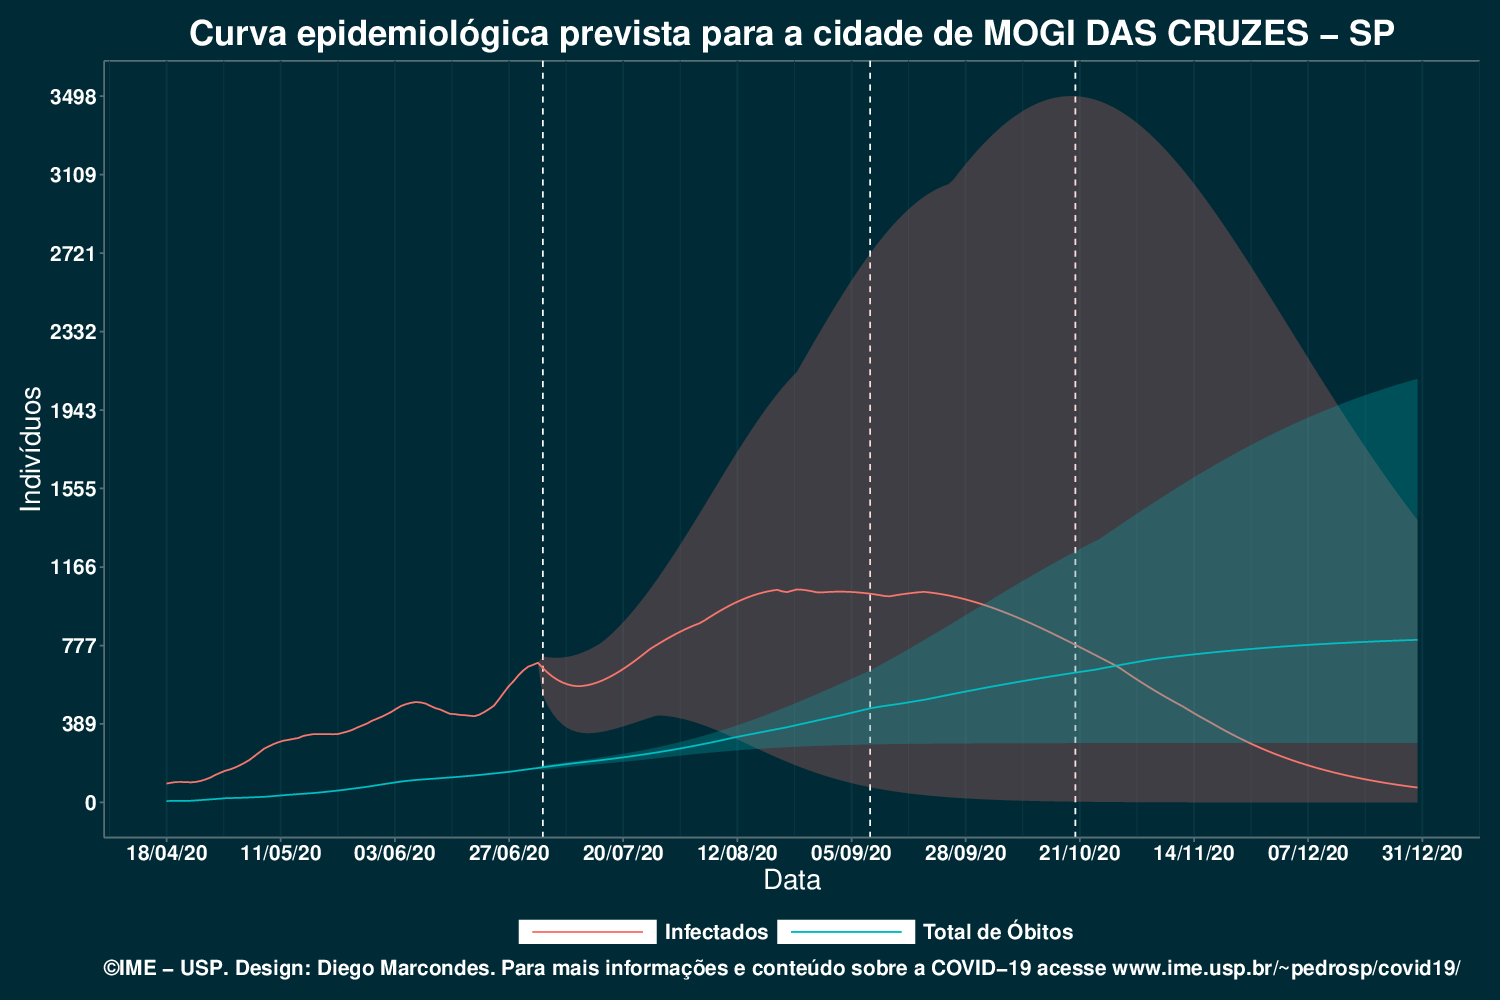 Curva epidemiológica prevista para a cidade de MOGI DAS CRUZES – SP
Indivíduos
3498
3109
2721
2332
1943
1555
1166
777
389
0
18/04/20 11/05/20 03/06/20 27/06/20 20/07/20 12/08/20 05/09/20 28/09/20 21/10/20 14/11/20 07/12/20 31/12/20
Data
Infectados Total de Óbitos
©IME – USP. Design: Diego Marcondes. Para mais informações e conteúdo sobre a COVID–19 acesse www.ime.usp.br/~pedrosp/covid19/